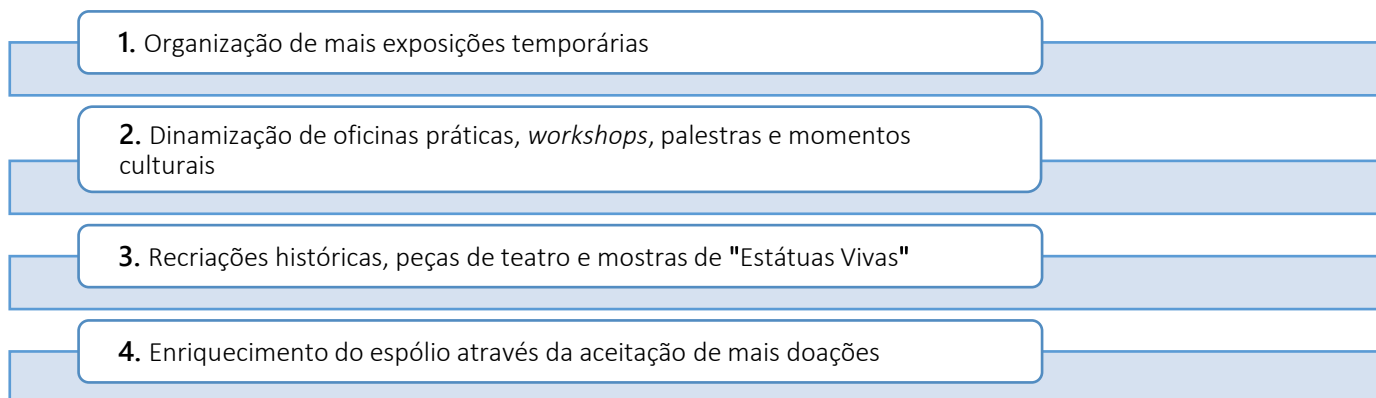 1. Organização de mais exposições temporárias
2. Dinamização de oficinas práticas, workshops, palestras e momentos
culturais
3. Recriações históricas, peças de teatro e mostras de "Estátuas Vivas"
4. Enriquecimento do espólio através da aceitação de mais doações